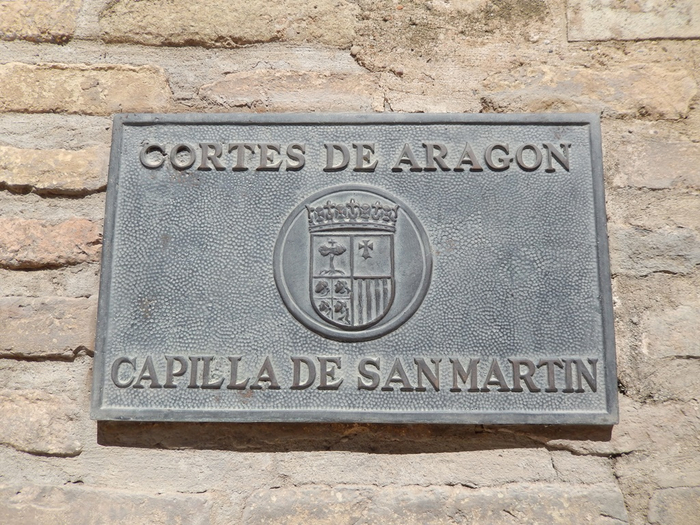 CORTES DE ARAGON
CAPILLA DE SAN MARTIN